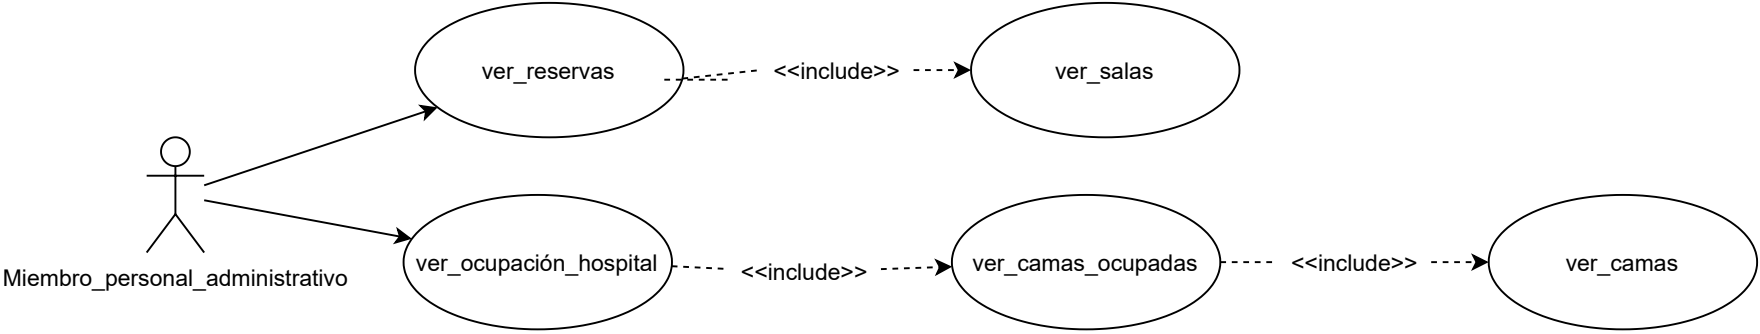 ver_reservas
<<include>>
ver_salas
Miembro_personal_administrativo
ver_ocupación_hospital
<<include>>
ver_camas_ocupadas
<<include>>
ver_camas